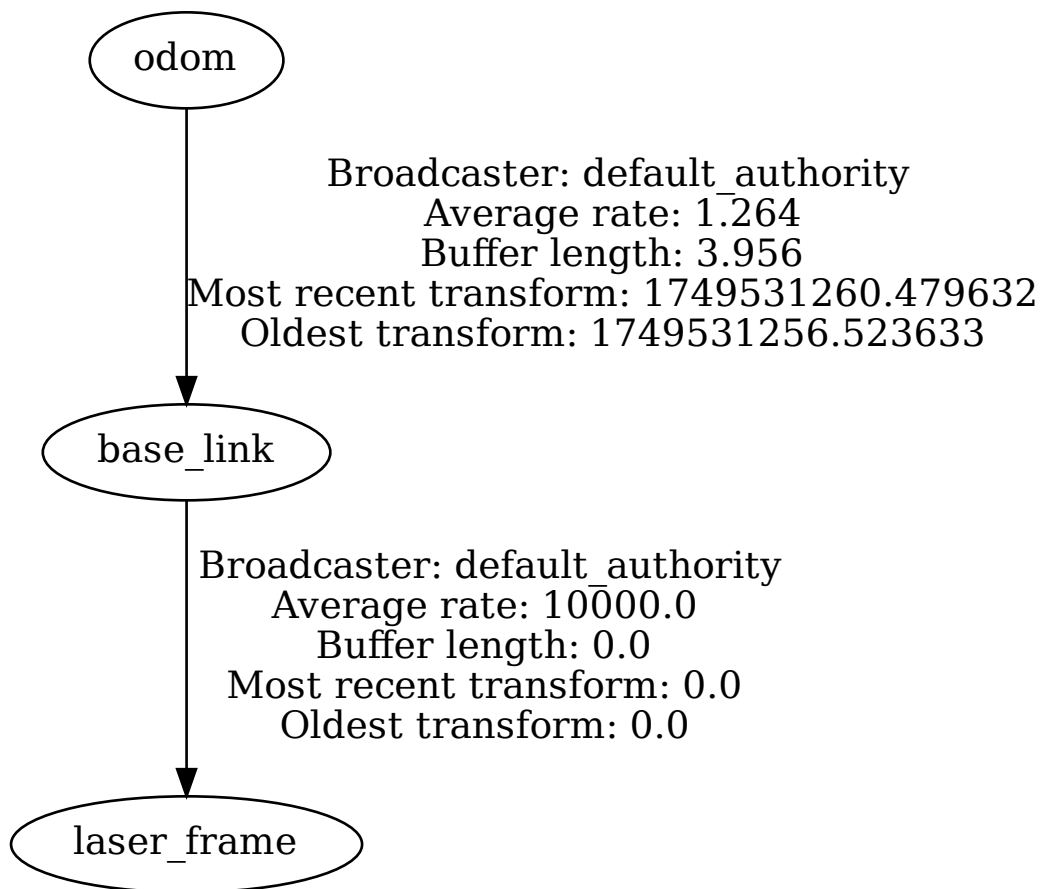 odom
Broadcaster: default_authority
Average rate: 1.264
Buffer length: 3.956
Most recent transform: 1749531260.479632
Oldest transform: 1749531256.523633
base_link
Broadcaster: default_authority
Average rate: 10000.0
Buffer length: 0.0
Most recent transform: 0.0
Oldest transform: 0.0
laser_frame